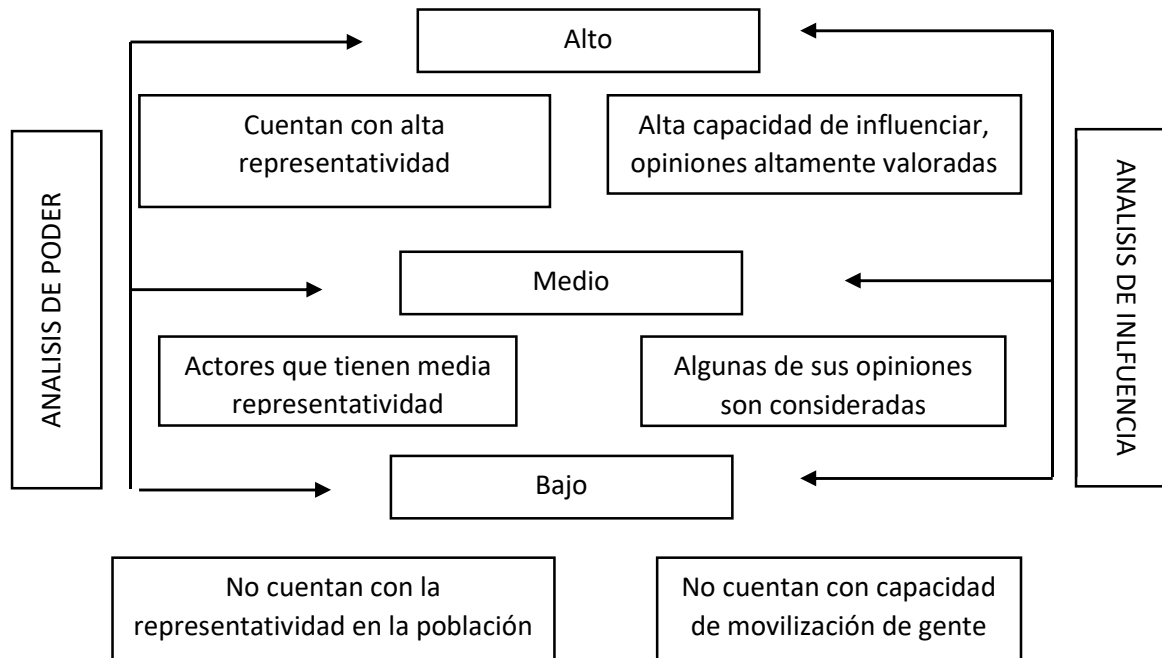 Alto
Cuentan con alta
representatividad
Alta capacidad de influenciar,
opiniones altamente valoradas
ANALISIS DE PODER
ANALISIS DE INLFUENCIA
Medio
Actores que tienen media
representatividad
Algunas de sus opiniones
son consideradas
Bajo
No cuentan con la
representatividad en la población
No cuentan con capacidad
de movilización de gente